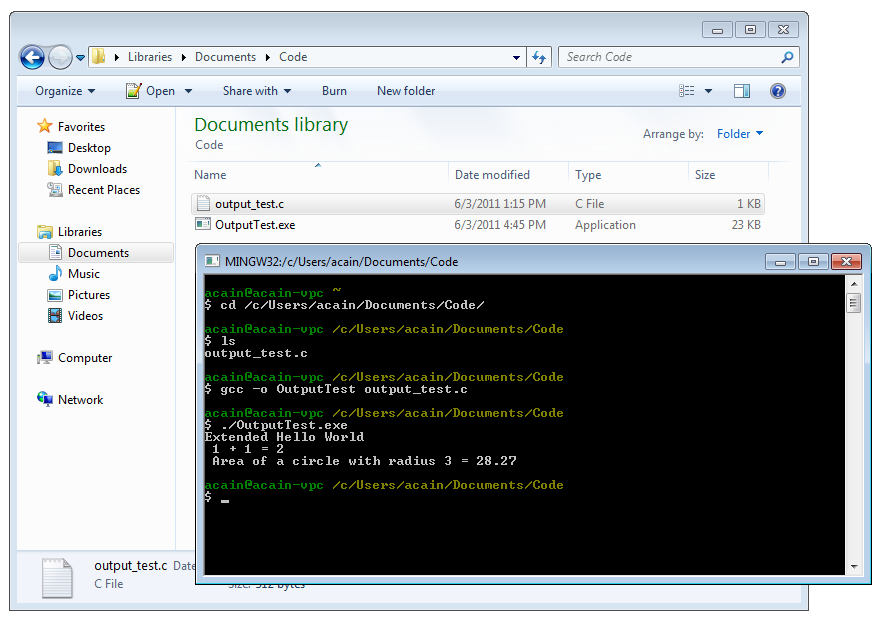 Libraries Documents Code
Search Code
Organize Open Share with Burn New folder
Favorites
Desktop
Downloads
Recent Places
Libraries
Documents
Music
Pictures
Videos
Computer
Network
Documents library
Code
Arrange by: Folder
Name Date modified Type Size
output_test.c 6/3/2011 1:15 PM C File 1 KB
OutputTest.exe 6/3/2011 4:45 PM Application 23 KB
MINGW32:/c/Users/acain/Documents/Code
acain@acain-vpc ~
$ cd /c/Users/acain/Documents/Code/
acain@acain-vpc /c/Users/acain/Documents/Code
$ ls
output_test.c
acain@acain-vpc /c/Users/acain/Documents/Code
$ gcc -o OutputTest output_test.c
acain@acain-vpc /c/Users/acain/Documents/Code
$ ./OutputTest.exe
Extended Hello World
1 + 1 = 2
Area of a circle with radius 3 = 28.27
acain@acain-vpc /c/Users/acain/Documents/Code
$ _
output_test.c Date
C File